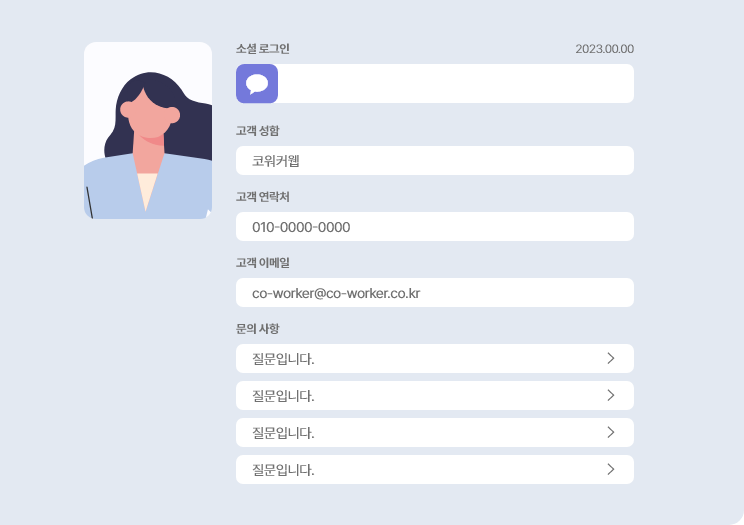 소셜 로그인 2023.00.00
고객 성함
코워커웹
고객 연락처
010-0000-0000
고객 이메일
co-worker@co-worker.co.kr
문의 사항
질문입니다.
질문입니다.
질문입니다.
질문입니다.